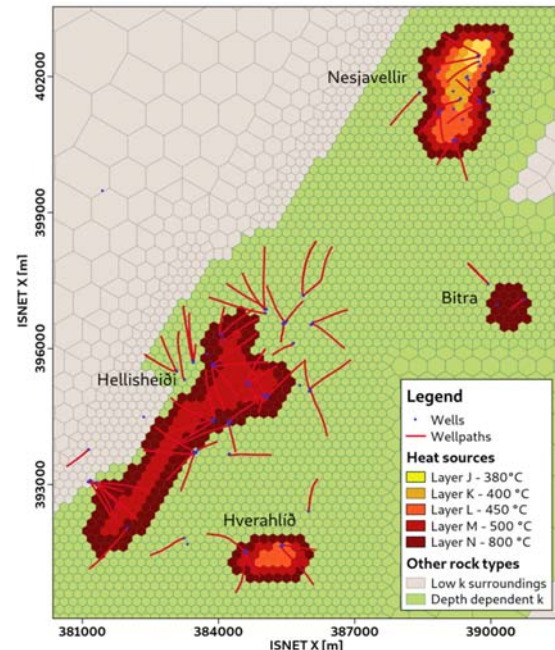 Nesjavellir
Bitra
Hellisheiði
Hverahlíð
ISNET X [m]
402000
399000
396000
393000
381000
384000
387000
390000
ISNET X [m]
Legend
Wells
Wellpaths
Heat sources
Layer J - 380°C
Layer K - 400 °C
Layer L - 450 °C
Layer M - 500 °C
Layer N - 800 °C
Other rock types
Low k surroundings
Depth dependent k